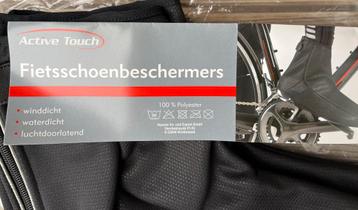 Active Touch
Fietsschoenbeschermers
• winddicht
• waterdicht
• luchtdoorlatend
100 % Polyester